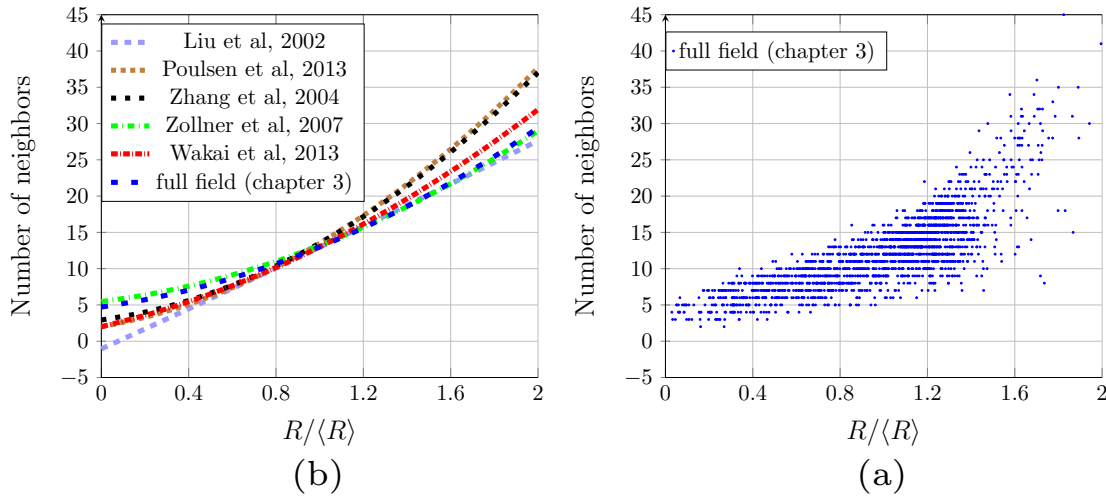 45
40
35
30
25
20
15
10
5
0
−5
Number of neighbors
Liu et al, 2002
Poulsen et al, 2013
Zhang et al, 2004
Zollner et al, 2007
Wakai et al, 2013
full field (chapter 3)
0 0.4 0.8 1.2 1.6 2
R/⟨R⟩
(b)
45
40
35
30
25
20
15
10
5
0
−5
Number of neighbors
full field (chapter 3)
0.4 0.8 1.2 1.6 2
R/⟨R⟩
(a)